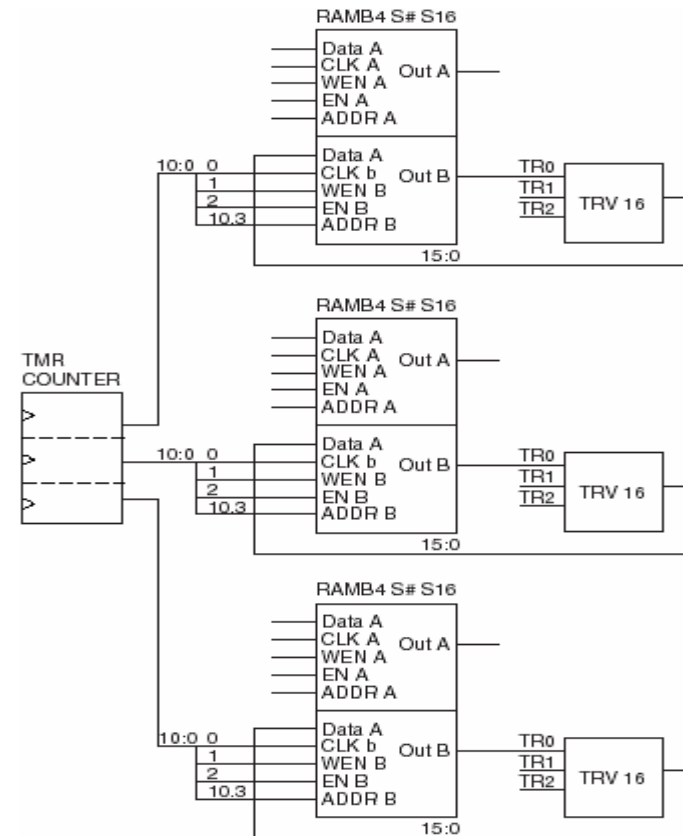 RAMB4 S# S16
Data A
CLK A
WEN A
EN A
ADDR A
Out A
10:0 0
1
2
10.3
Data A
CLK b
WEN B
EN B
ADDR B
Out B
TR0
TR1
TR2
TRV 16
15:0
RAMB4 S# S16
Data A
CLK A
WEN A
EN A
ADDR A
Out A
TMR
COUNTER
10:0 0
1
2
10.3
Data A
CLK b
WEN B
EN B
ADDR B
Out B
TR0
TR1
TR2
TRV 16
15:0
RAMB4 S# S16
Data A
CLK A
WEN A
EN A
ADDR A
Out A
10:0 0
1
2
10.3
Data A
CLK b
WEN B
EN B
ADDR B
Out B
TR0
TR1
TR2
TRV 16
15:0